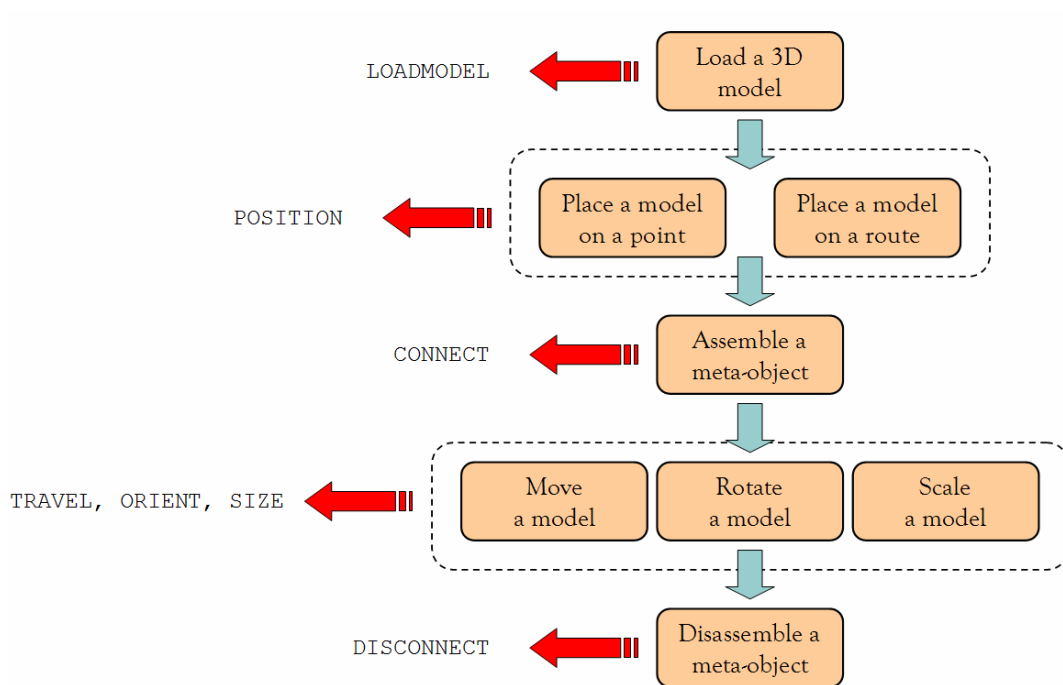 LOADMODEL
Load a 3D
model
POSITION
Place a model
on a point
Place a model
on a route
CONNECT
Assemble a
meta-object
TRAVEL, ORIENT, SIZE
Move
a model
Rotate
a model
Scale
a model
DISCONNECT
Disassemble a
meta-object